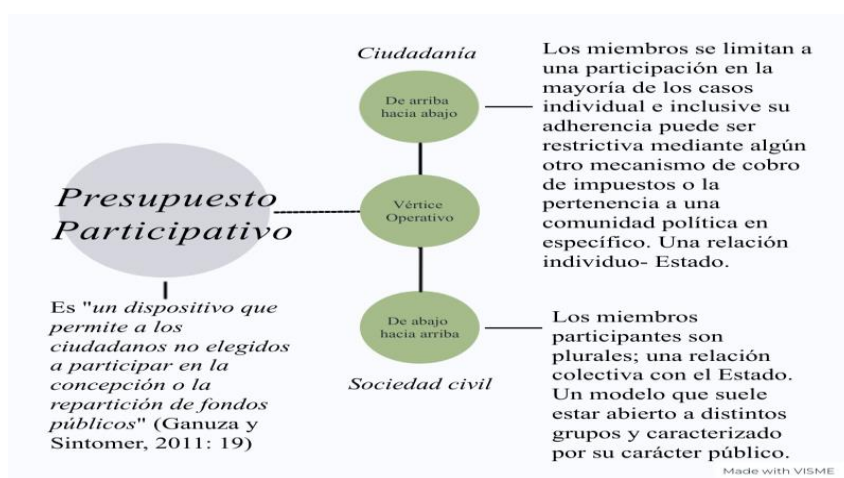 Presupuesto
Participativo
Es "un dispositivo que
permite a los
ciudadanos no elegidos
a participar en la
concepción o la
repartición de fondos
públicos" (Ganuza y
Sintomer, 2011: 19)
Ciudadanía
De arriba
hacia abajo
Vértice
Operativo
De abajo
hacia arriba
Sociedad civil
Los miembros se limitan a
una participación en la
mayoría de los casos
individual e inclusive su
adherencia puede ser
restrictiva mediante algún
otro mecanismo de cobro
de impuestos o la
pertenencia a una
comunidad política en
específico. Una relación
individuo- Estado.
Los miembros
participantes son
plurales; una relación
colectiva con el Estado.
Un modelo que suele
estar abierto a distintos
grupos y caracterizado
por su carácter público.
Made with VISME